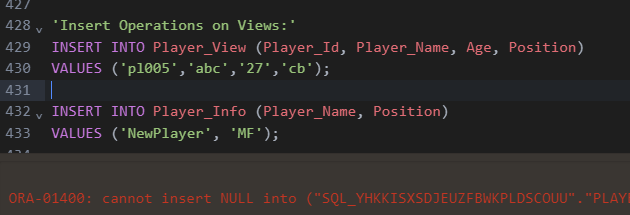 427
428 'Insert Operations on Views:'
429 INSERT INTO Player_View (Player_Id, Player_Name, Age, Position)
430 VALUES ('pl005','abc','27','cb');
431
432 INSERT INTO Player_Info (Player_Name, Position)
433 VALUES ('NewPlayer', 'MF');
434
ORA-01400: cannot insert NULL into ("SQL_YHKKISXSDJEUZFBWKPLDSCOUU"."PLAY